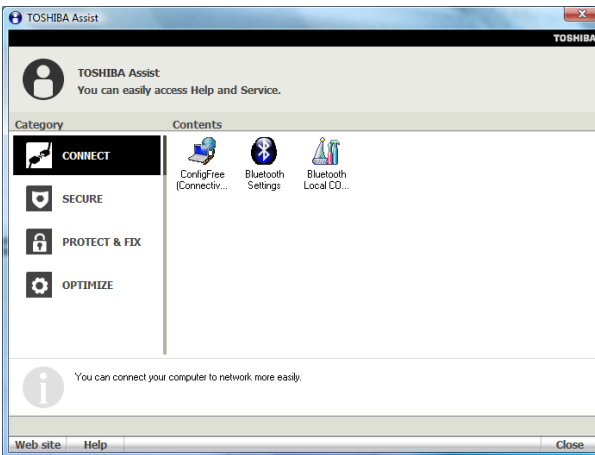 TOSHIBA Assist
TOSHIBA
TOSHIBA Assist
You can easily access Help and Service.
Category
Contents
CONNECT
SECURE
PROTECT & FIX
OPTIMIZE
ConfigFree
(Connectiv...
Bluetooth
Settings
Bluetooth
Local CO...
You can connect your computer to network more easily.
Web site
Help
Close